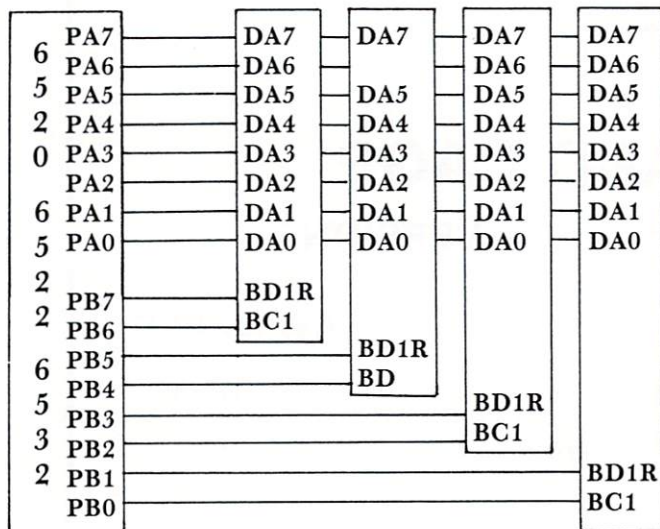 PA7 DA7 DA7 DA7 DA7
6
PA6 DA6 DA6 DA6
5 PA5 DA5 DA5 DA5 DA5
2 PA4 DA4 DA4 DA4 DA4
0 PA3 DA3 DA3 DA3 DA3
PA2 DA2 DA2 DA2 DA2
6 PA1 DA1 DA1 DA1 DA1
5 PA0 DA0 DA0 DA0 DA0
2
PB7 BD1R
2 PB6 BC1
PB5 BD1R
6
PB4 BD
5 PB3 BD1R
3 PB2 BC1
2 PB1 BD1R
PB0 BC1